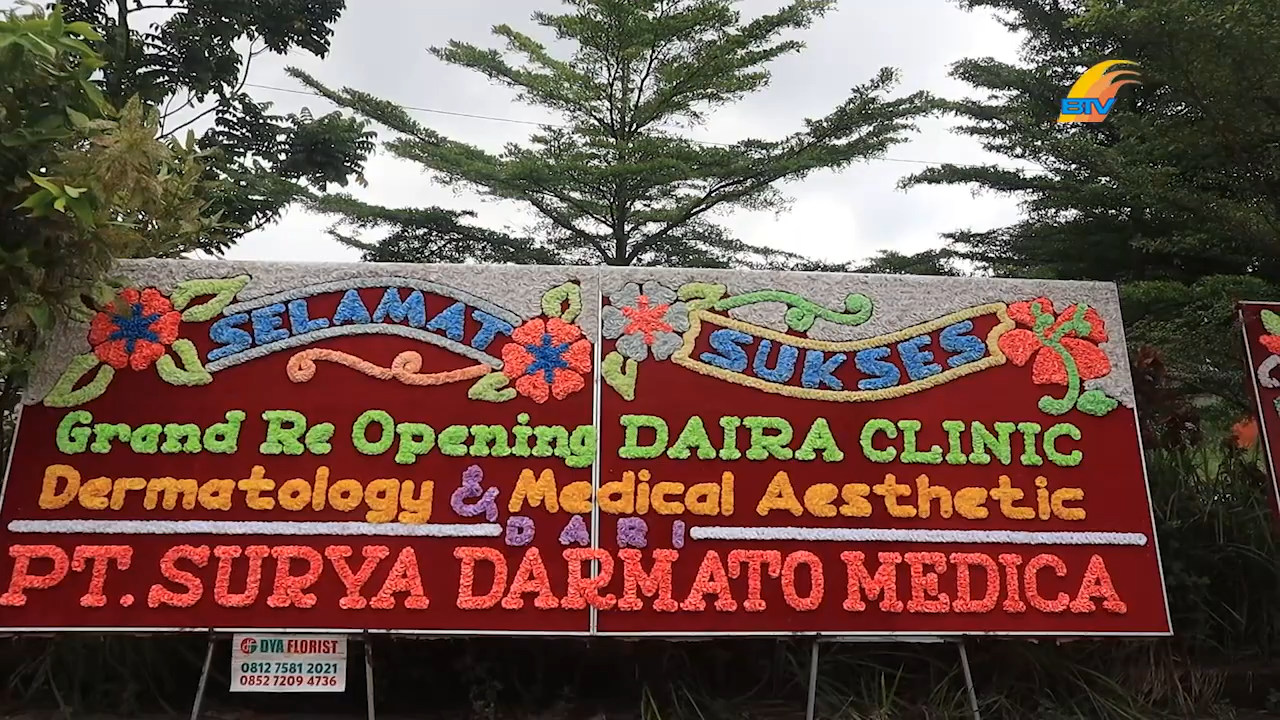 BTV
SELAMAT SUKSES
Grand Re Opening DAIRA CLINIC
Dermatology & Medical Aesthetic
DARI
PT. SURYA DARMATO MEDICA
DYA FLORIST
0812 7581 2021
0852 7209 4736